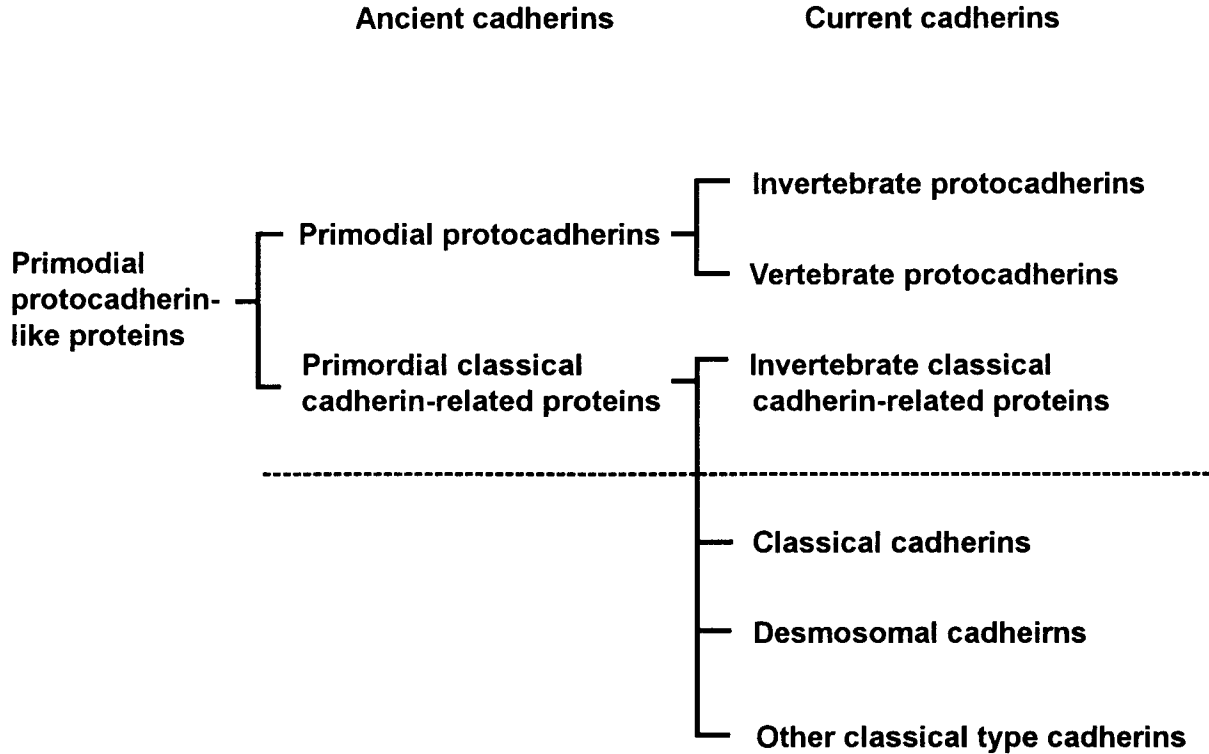 Ancient cadherins
Current cadherins
Primodial
protocadherin-
like proteins
Primodial protocadherins
Primordial classical
cadherin-related proteins
Invertebrate protocadherins
Vertebrate protocadherins
Invertebrate classical
cadherin-related proteins
Classical cadherins
Desmosomal cadheirns
Other classical type cadherins